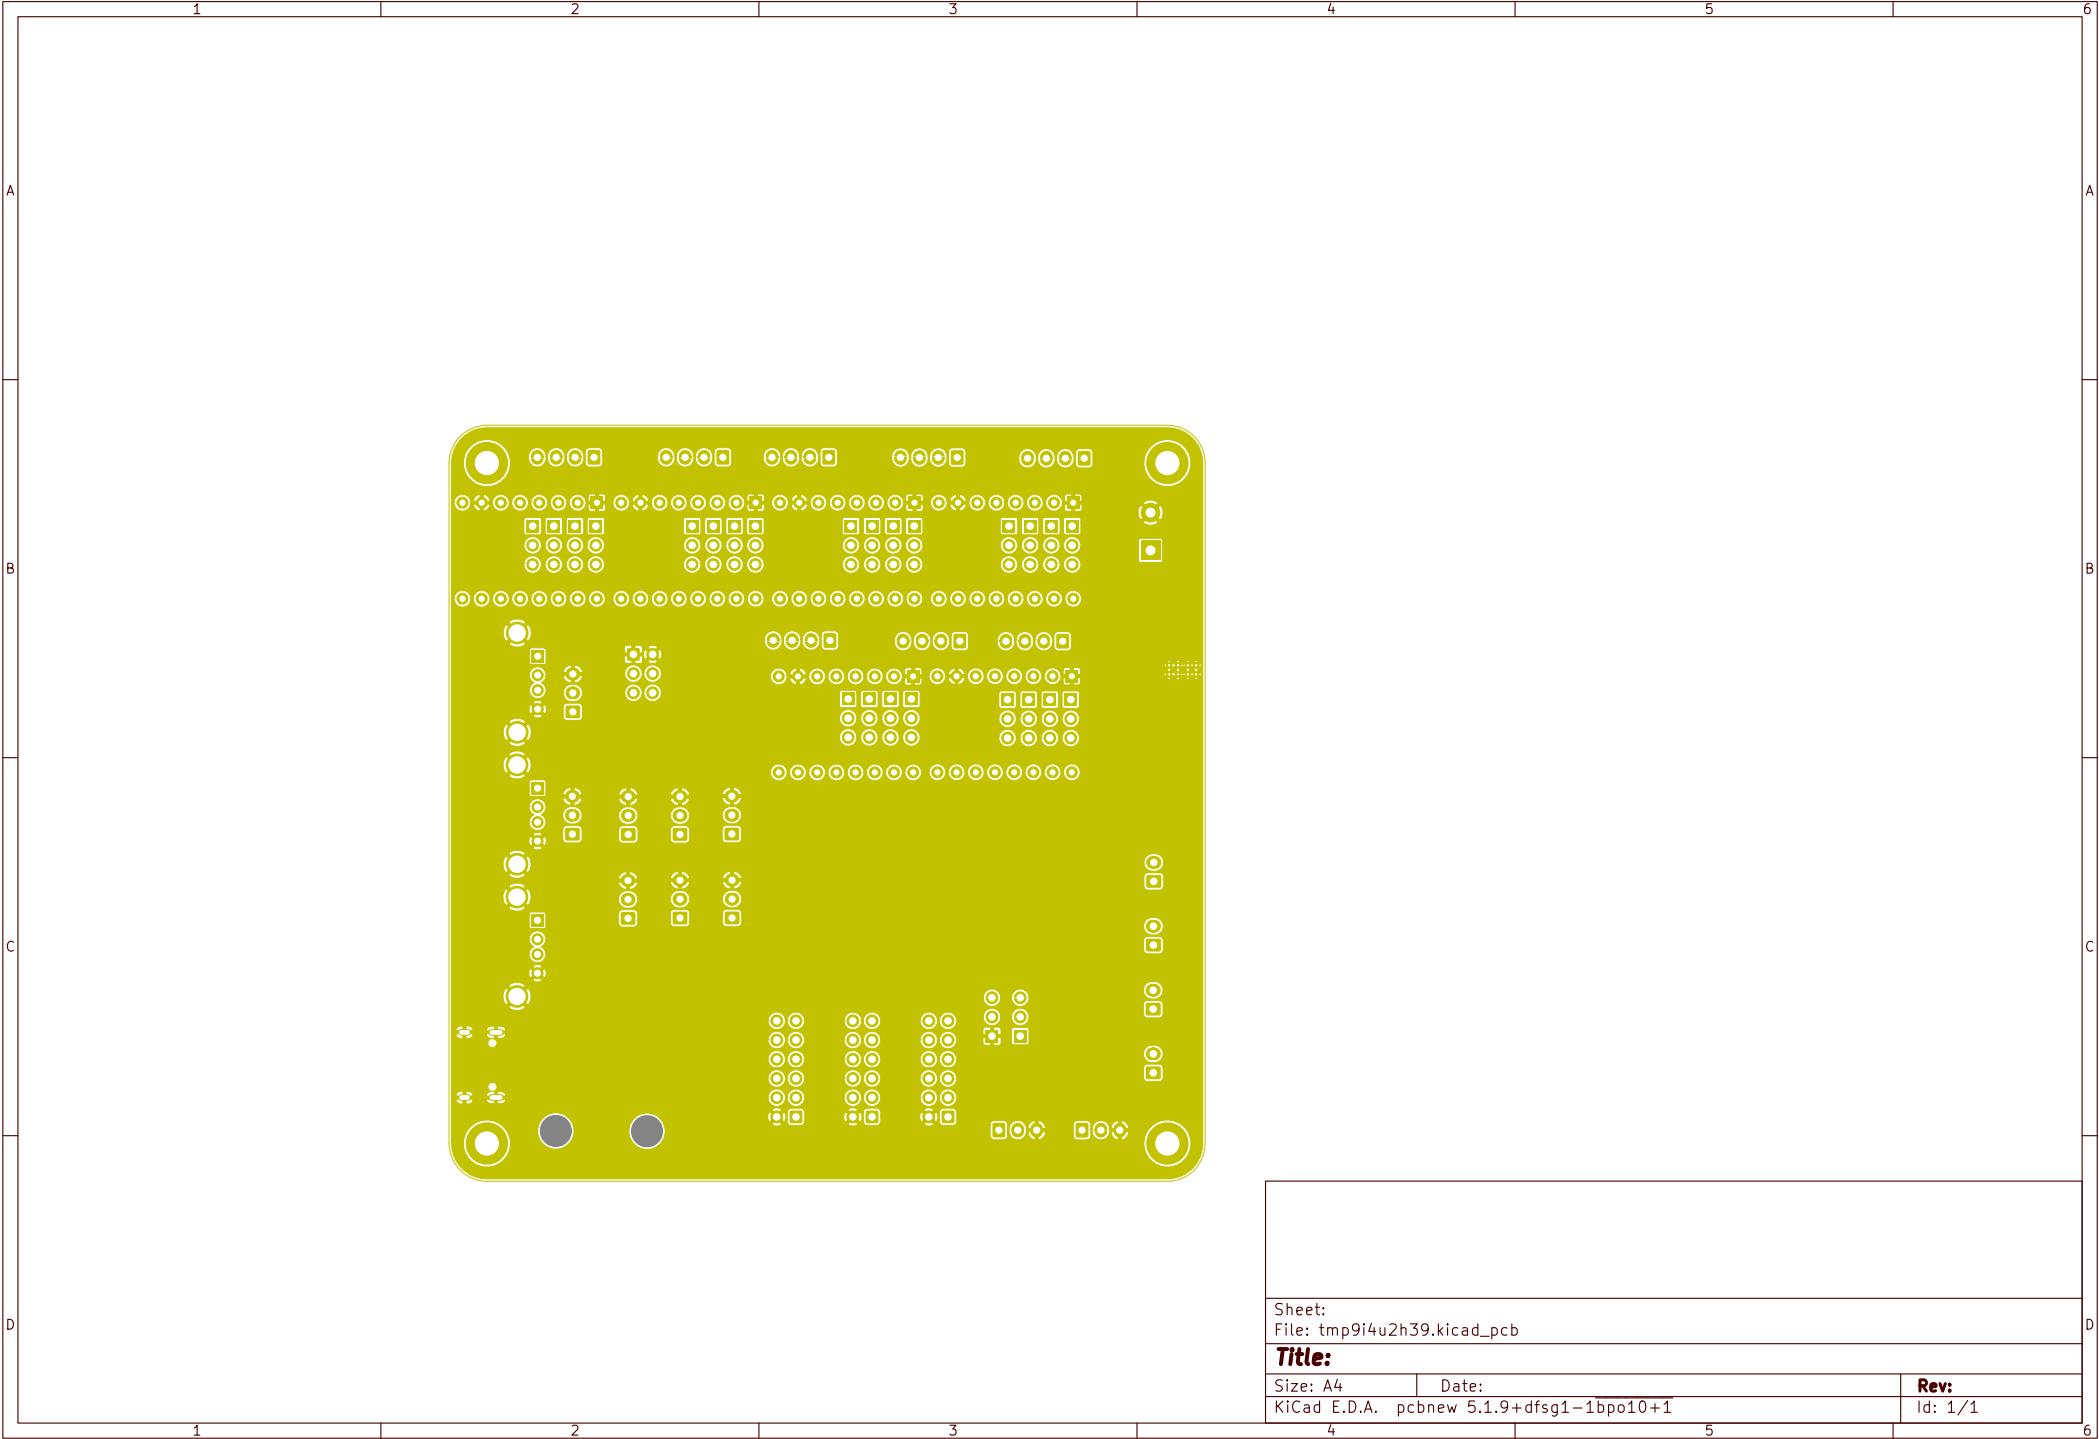 1 2 3 4 5 6
A A
B B
C C
D D
Sheet:
File: tmp9i4u2h39.kicad_pcb
Title:
Size: A4 Date: Rev:
KiCad E.D.A. pcbnew 5.1.9+dfsg1-1bpo10+1 Id: 1/1
1 2 3 4 5 6